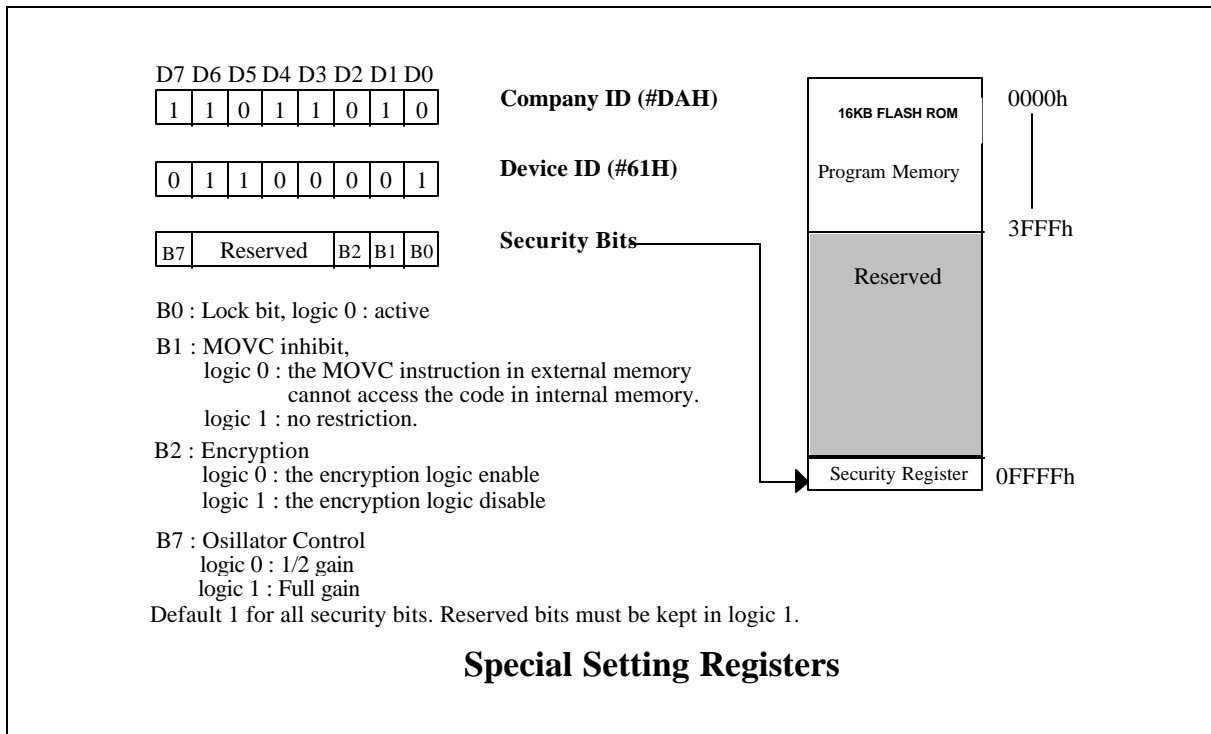 D7 D6 D5 D4 D3 D2 D1 D0
1 1 0 1 1 0 1 0
Company ID (#DAH)
0 1 1 0 0 0 0 1
Device ID (#61H)
B7 Reserved B2 B1 B0
Security Bits
B0 : Lock bit, logic 0 : active
B1 : MOVC inhibit,
logic 0 : the MOVC instruction in external memory
cannot access the code in internal memory.
logic 1 : no restriction.
B2 : Encryption
logic 0 : the encryption logic enable
logic 1 : the encryption logic disable
B7 : Osillator Control
logic 0 : 1/2 gain
logic 1 : Full gain
Default 1 for all security bits. Reserved bits must be kept in logic 1.
16KB FLASH ROM
Program Memory
0000h
3FFFh
Reserved
Security Register
0FFFFh
Special Setting Registers